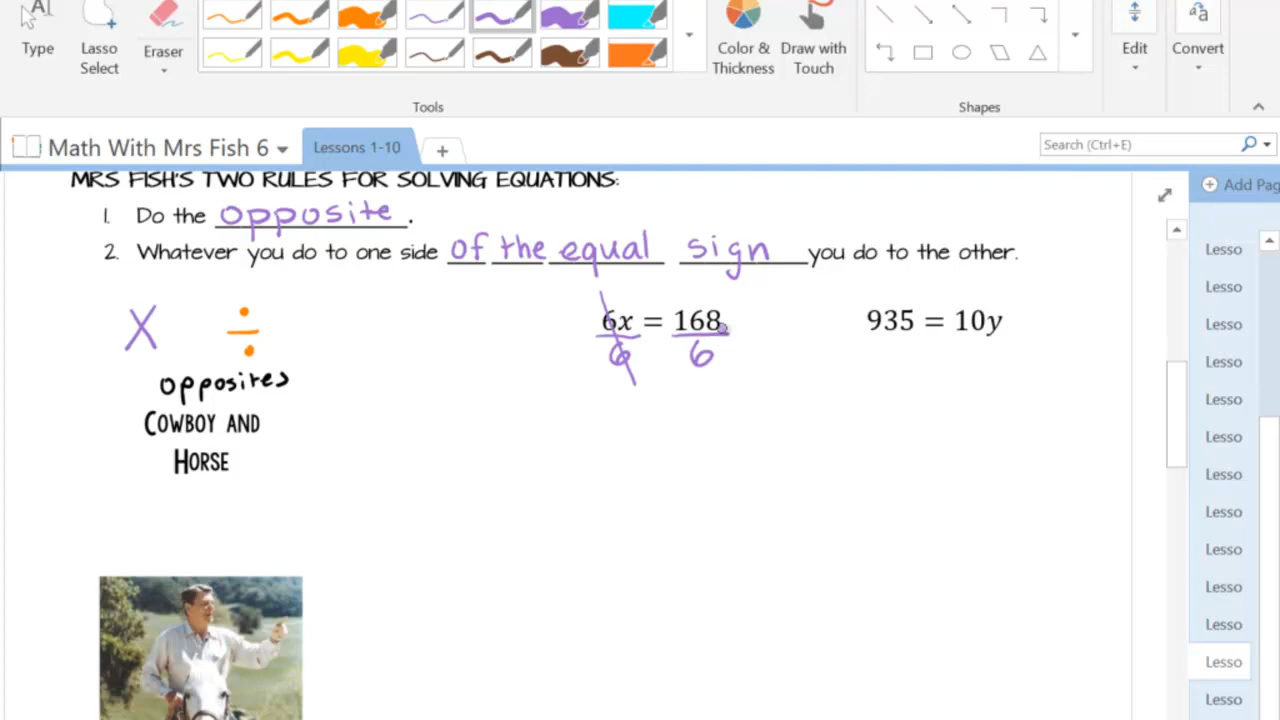 Type
Lasso Select
Eraser
Color & Thickness
Draw with Touch
Edit
Convert
Tools
Shapes
Math With Mrs Fish 6
Lessons 1-10
+
Search (Ctrl+E)
Add Pag
MRS FISH'S TWO RULES FOR SOLVING EQUATIONS:
1. Do the opposite.
2. Whatever you do to one side of the equal sign you do to the other.
X ÷
opposites
COWBOY AND
HORSE
6x = 168
6 6
935 = 10y
Lesso
Lesso
Lesso
Lesso
Lesso
Lesso
Lesso
Lesso
Lesso
Lesso
Lesso
Lesso
Lesso